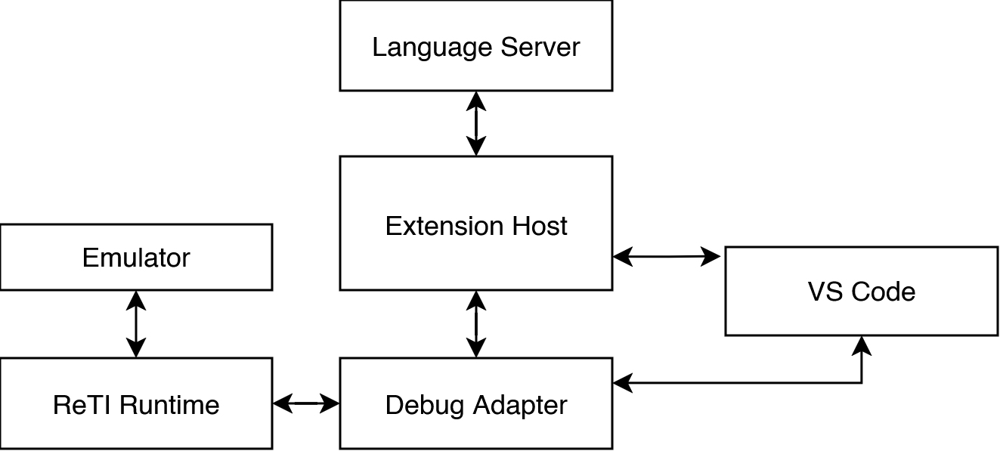 Language Server
Extension Host
Emulator
VS Code
ReTI Runtime
Debug Adapter